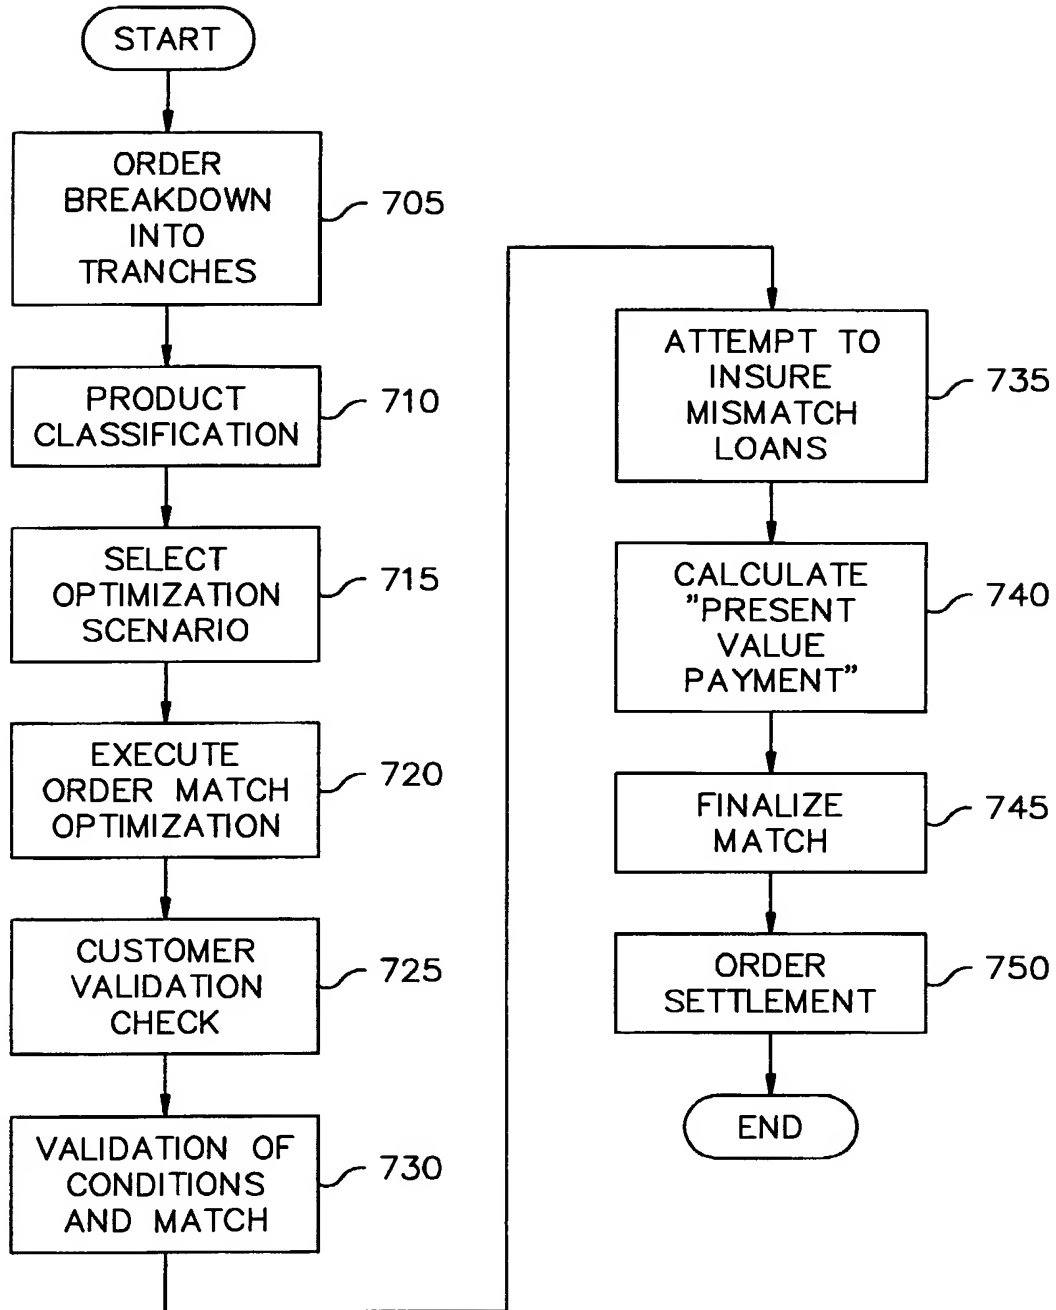 START
ORDER
BREAKDOWN
INTO
TRANCHES
705
PRODUCT
CLASSIFICATION
710
SELECT
OPTIMIZATION
SCENARIO
715
EXECUTE
ORDER MATCH
OPTIMIZATION
720
CUSTOMER
VALIDATION
CHECK
725
VALIDATION OF
CONDITIONS
AND MATCH
730
ATTEMPT TO
INSURE
MISMATCH
LOANS
735
CALCULATE
"PRESENT
VALUE
PAYMENT"
740
FINALIZE
MATCH
745
ORDER
SETTLEMENT
750
END